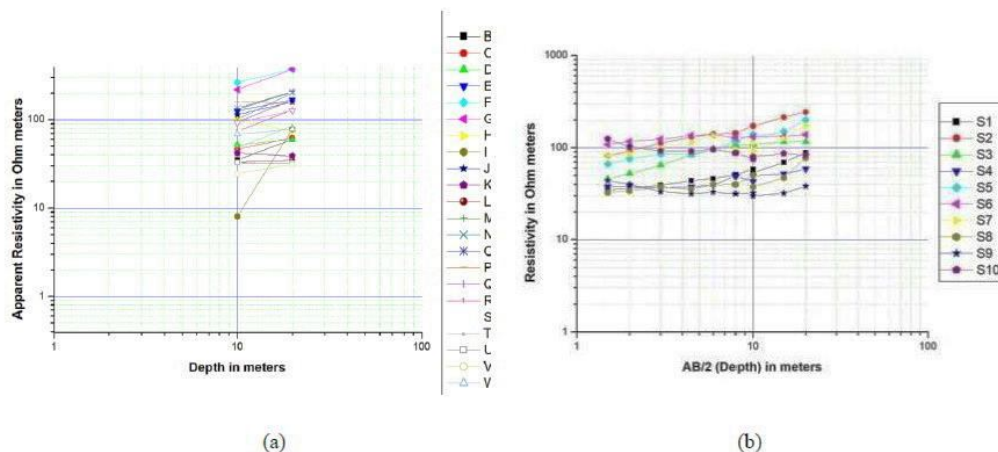 Apparent Resistivity in Ohm meters
100
10
1
1
10
100
Depth in meters
B
C
D
E
F
G
H
I
J
K
L
M
N
O
P
Q
R
S
T
U
V
W
(a)
Resistivity in Ohm meters
1000
100
10
1
1
10
100
AB/2 (Depth) in meters
S1
S2
S3
S4
S5
S6
S7
S8
S9
S10
(b)